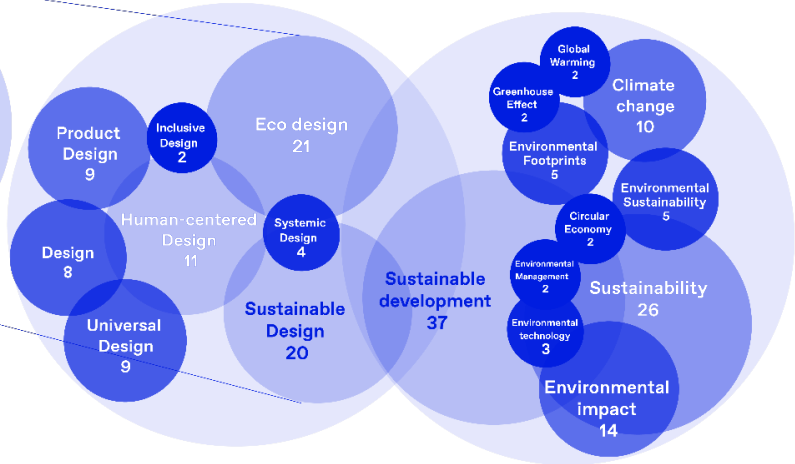 Product
Design
9
Inclusive
Design
2
Eco design
21
Human-centered
Design
11
Systemic
Design
4
Design
8
Universal
Design
9
Sustainable
Design
20
Sustainable
development
37
Global
Warming
2
Greenhouse
Effect
2
Climate
change
10
Environmental
Footprints
5
Environmental
Sustainability
5
Circular
Economy
2
Environmental
Management
2
Sustainability
26
Environmental
technology
3
Environmental
impact
14